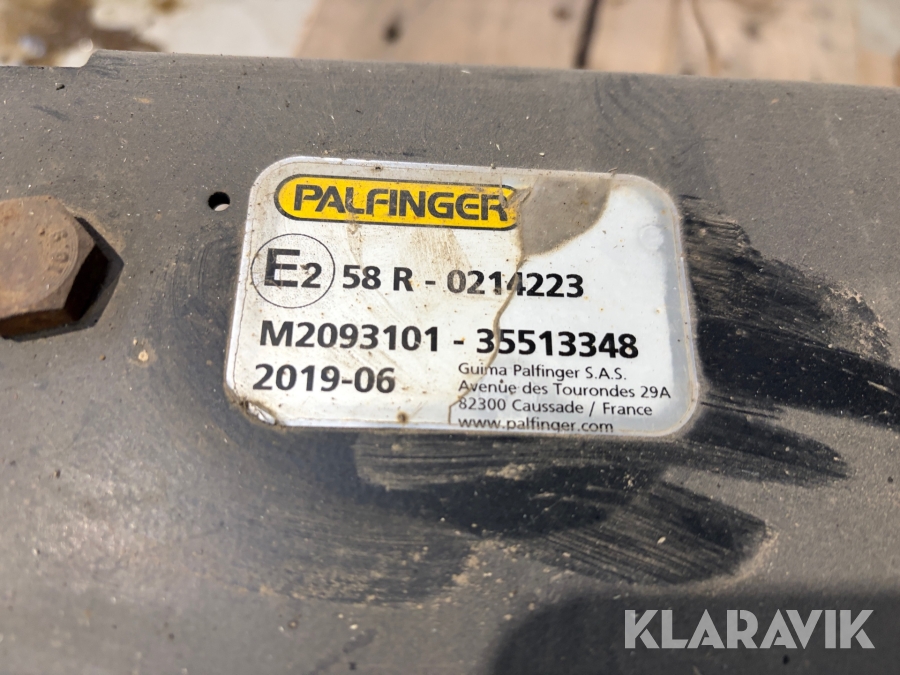 PALFINGER
E2 58 R - 0214223
M2093101 - 35513348
2019-06
Guima Palfinger S.A.S.
Avenue des Tourondes 29A
82300 Caussade / France
www.palfinger.com
KLARAVIK